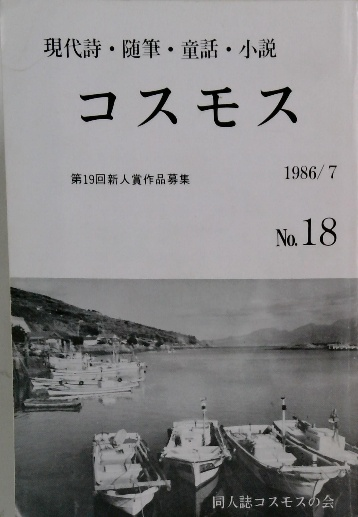 現代詩・随筆・童話・小説
コスモス
第19回新人賞作品募集
1986/7
No.18
同人誌コスモスの会